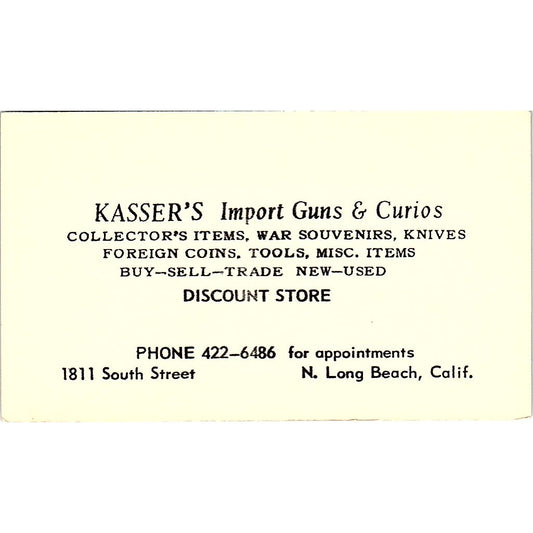 KASSER'S Import Guns & Curios
COLLECTOR'S ITEMS, WAR SOUVENIRS, KNIVES
FOREIGN COINS, TOOLS, MISC. ITEMS
BUY—SELL—TRADE NEW—USED
DISCOUNT STORE
PHONE 422-6486 for appointments
1811 South Street N. Long Beach, Calif.